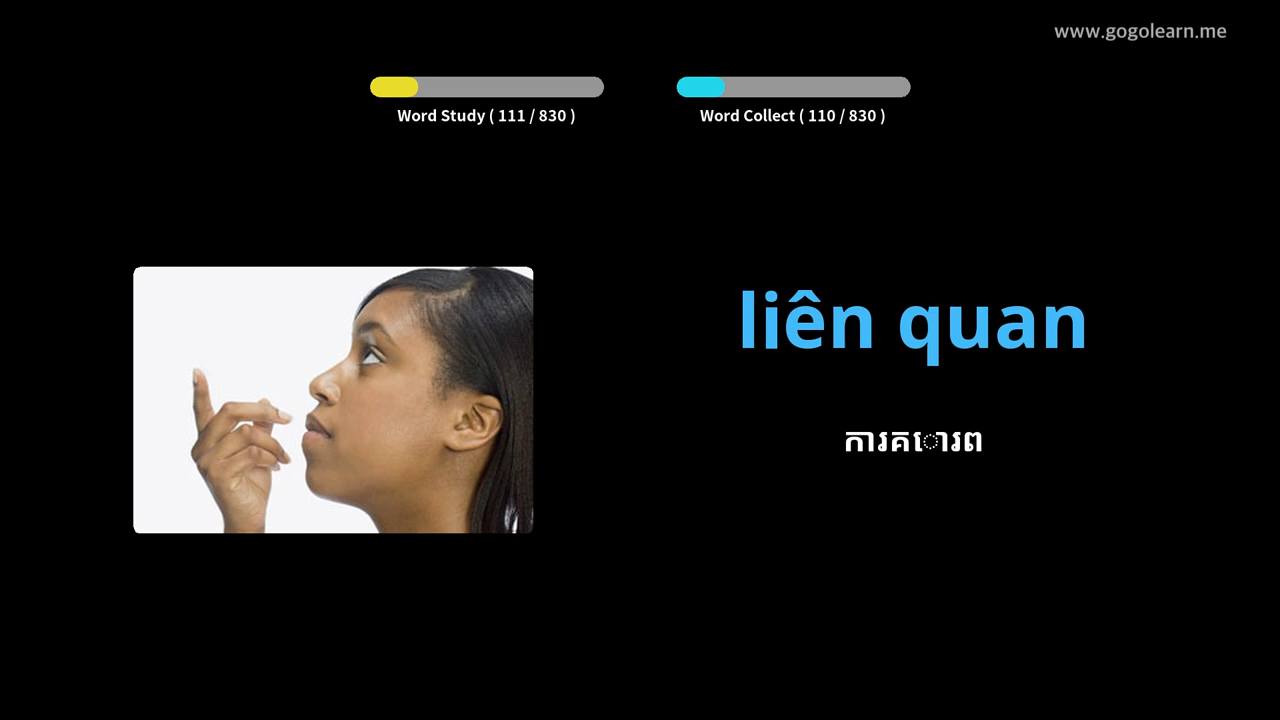 www.gogolearn.me
Word Study ( 111 / 830 )
Word Collect ( 110 / 830 )
liên quan
ការគោរព